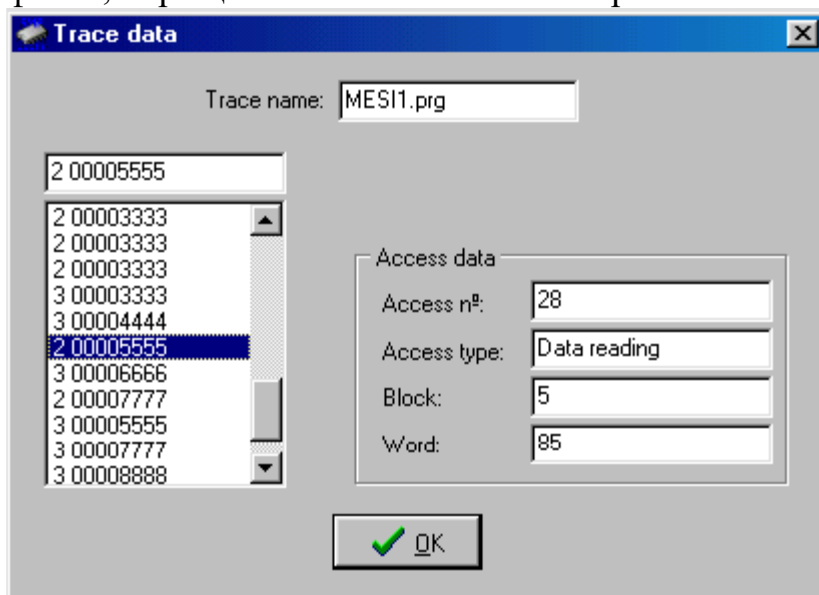 Trace data
Trace name: MESI1.prg
2 00005555
2 00003333
2 00003333
2 00003333
3 00003333
3 00004444
2 00005555
3 00006666
2 00007777
3 00005555
3 00007777
3 00008888
Access data
Access nº: 28
Access type: Data reading
Block: 5
Word: 85
OK